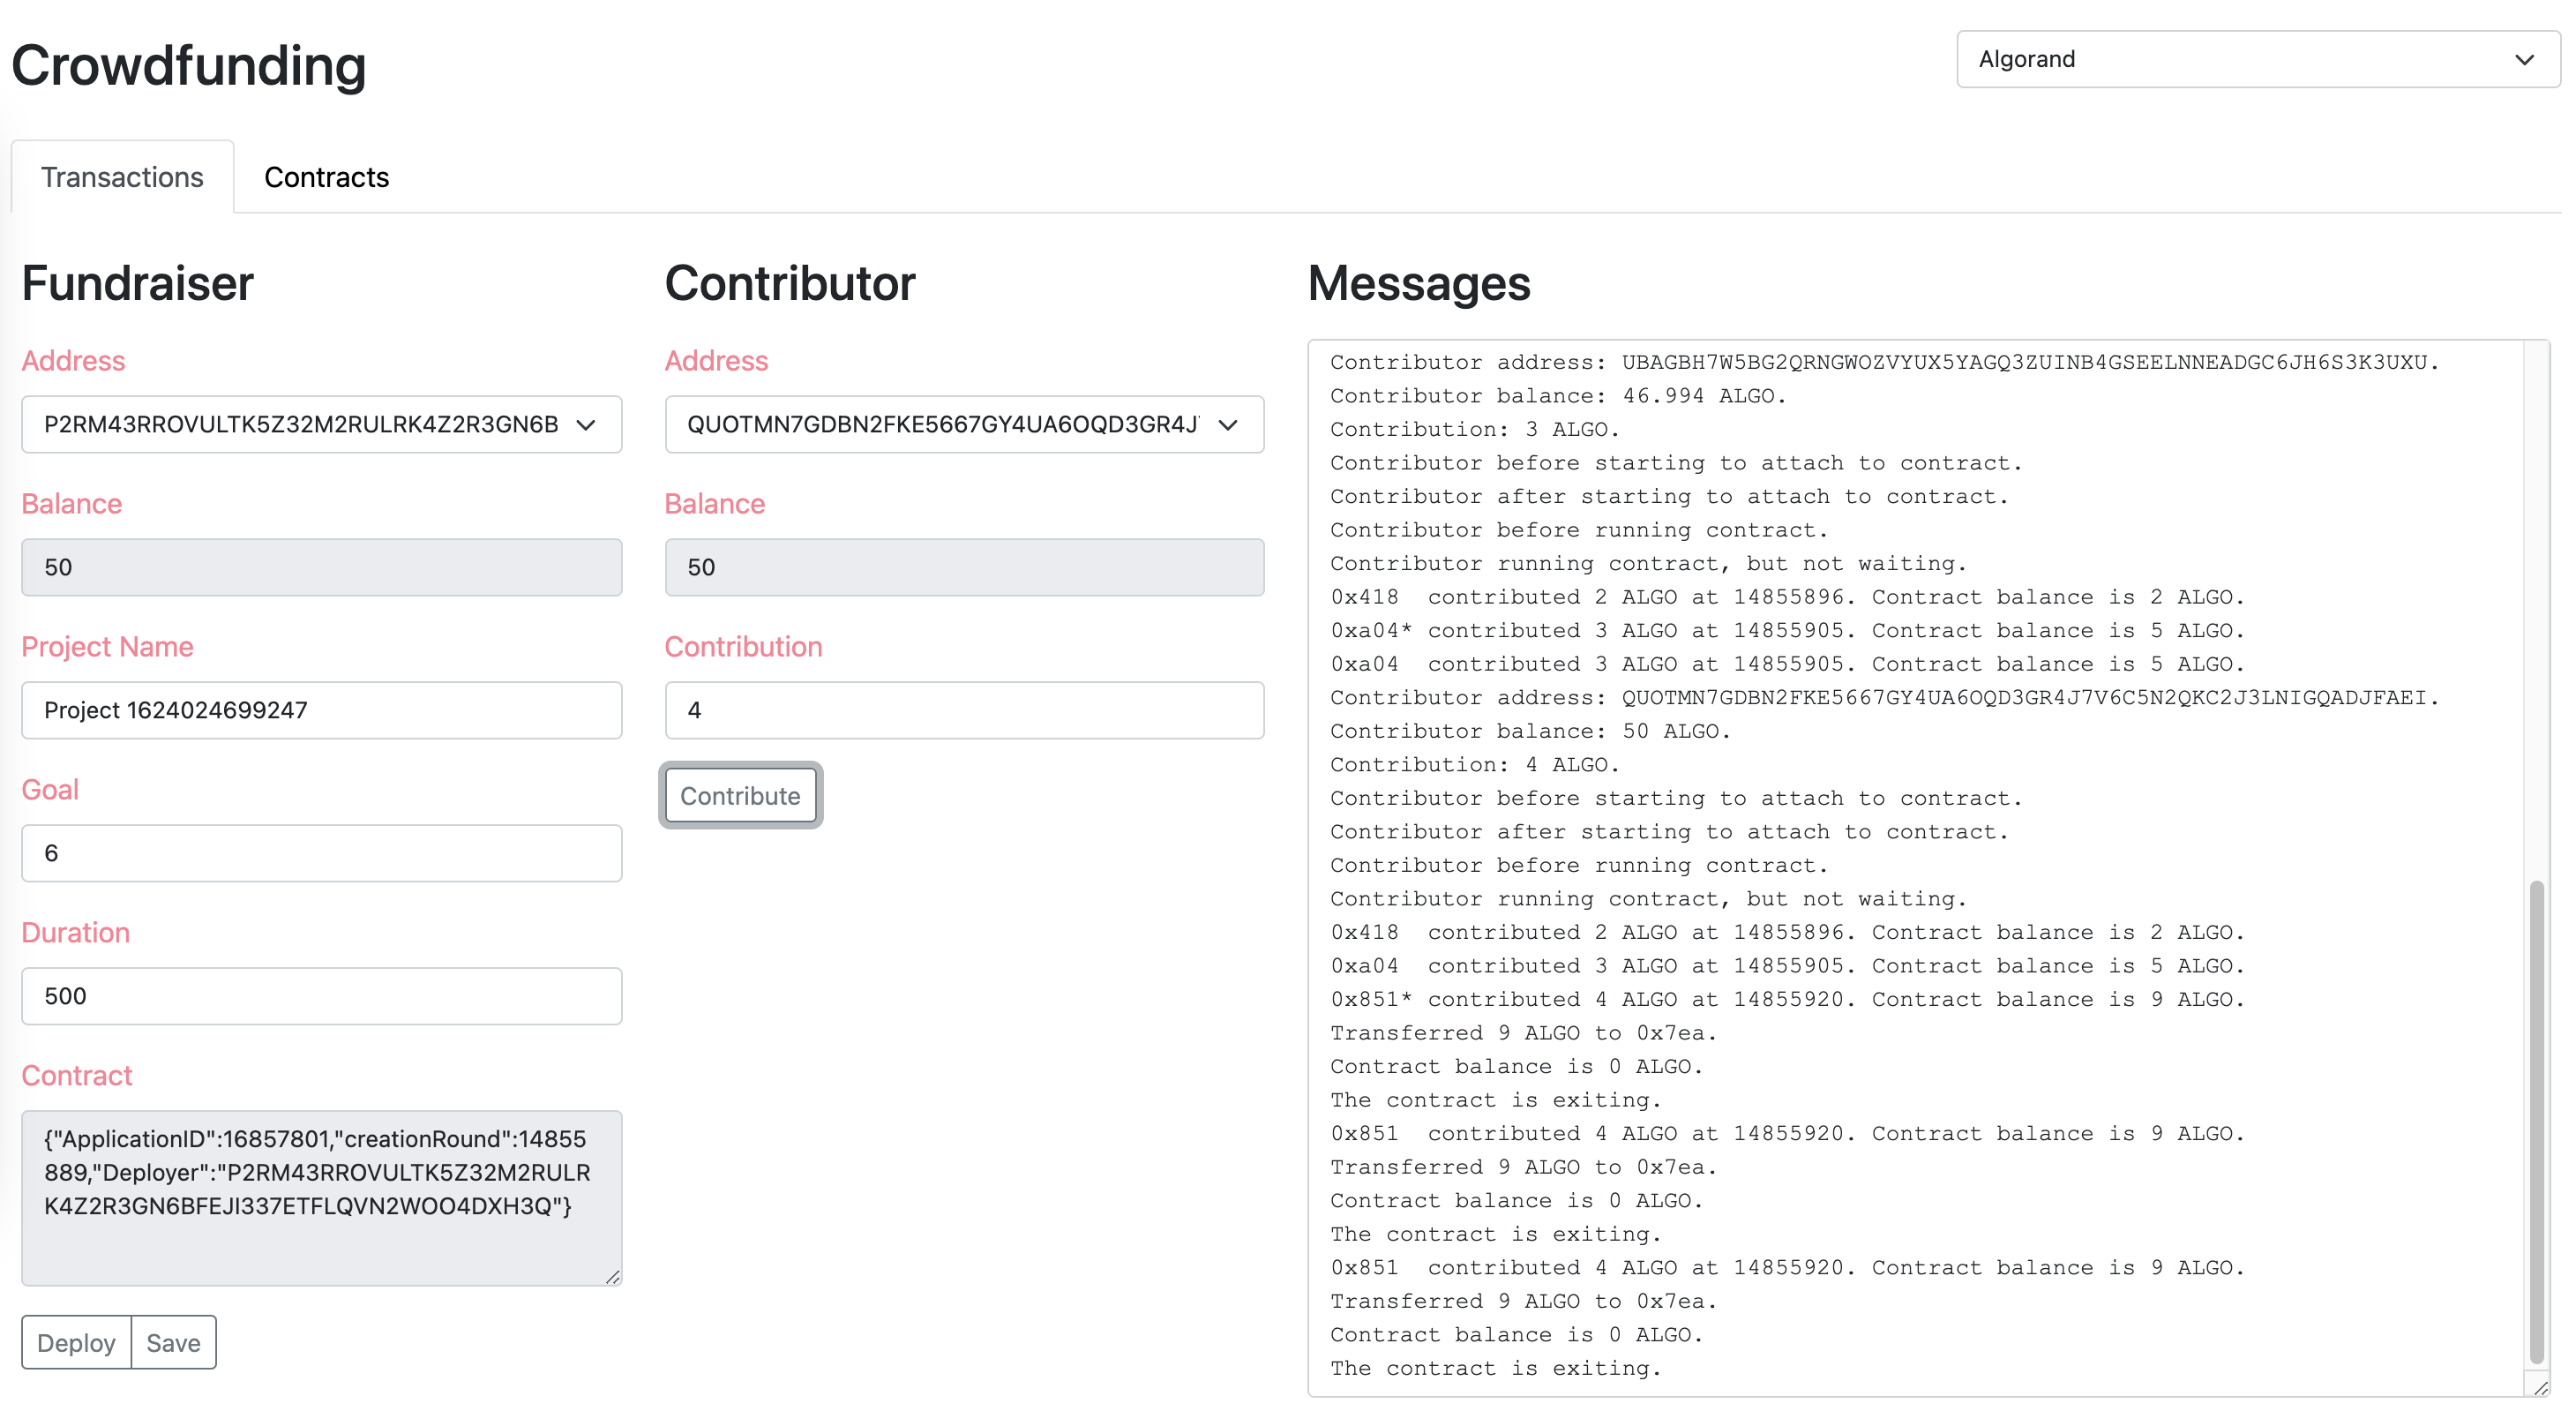 Crowdfunding
Algorand
Transactions
Contracts
Fundraiser
Address
P2RM43RROVULTK5Z32M2RULRK4Z2R3GN6B
Balance
50
Project Name
Project 1624024699247
Goal
6
Duration
500
Contract
{"ApplicationID":16857801,"creationRound":14855
889,"Deployer":"P2RM43RROVULTK5Z32M2RULR
K4Z2R3GN6BFEJI337ETFLQVN2WOO4DXH3Q"}
Deploy
Save
Contributor
Address
QUOTMN7GDBN2FKE5667GY4UA6OQD3GR4J
Balance
50
Contribution
4
Contribute
Messages
Contributor address: UBAGBH7W5BG2QRNGWOZVYUX5YAGQ3ZUINB4GSEELNNEADGC6JH6S3K3UXU.
Contributor balance: 46.994 ALGO.
Contribution: 3 ALGO.
Contributor before starting to attach to contract.
Contributor after starting to attach to contract.
Contributor before running contract.
Contributor running contract, but not waiting.
0x418  contributed 2 ALGO at 14855896. Contract balance is 2 ALGO.
0xa04* contributed 3 ALGO at 14855905. Contract balance is 5 ALGO.
0xa04  contributed 3 ALGO at 14855905. Contract balance is 5 ALGO.
Contributor address: QUOTMN7GDBN2FKE5667GY4UA6OQD3GR4J7V6C5N2QKC2J3LNIGQADJFAEI.
Contributor balance: 50 ALGO.
Contribution: 4 ALGO.
Contributor before starting to attach to contract.
Contributor after starting to attach to contract.
Contributor before running contract.
Contributor running contract, but not waiting.
0x418  contributed 2 ALGO at 14855896. Contract balance is 2 ALGO.
0xa04  contributed 3 ALGO at 14855905. Contract balance is 5 ALGO.
0x851* contributed 4 ALGO at 14855920. Contract balance is 9 ALGO.
Transferred 9 ALGO to 0x7ea.
Contract balance is 0 ALGO.
The contract is exiting.
0x851  contributed 4 ALGO at 14855920. Contract balance is 9 ALGO.
Transferred 9 ALGO to 0x7ea.
Contract balance is 0 ALGO.
The contract is exiting.
0x851  contributed 4 ALGO at 14855920. Contract balance is 9 ALGO.
Transferred 9 ALGO to 0x7ea.
Contract balance is 0 ALGO.
The contract is exiting.